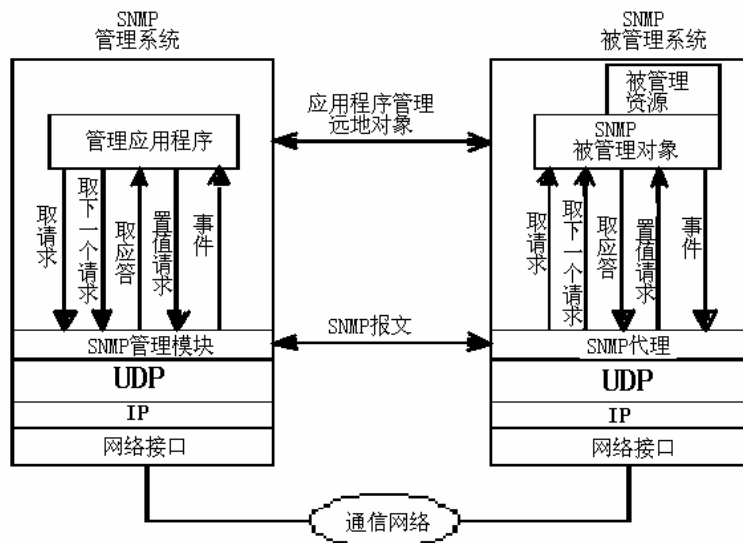 SNMP
管理系统
SNMP
被管理系统
被管理
资源
应用程序管理
远地对象
管理应用程序
SNMP
被管理对象
取请求
取下一个请求
取应答
置值请求
事件
取请求
取下一个请求
取应答
置值请求
事件
SNMP报文
SNMP管理模块
SNMP代理
UDP
UDP
IP
IP
网络接口
网络接口
通信网络